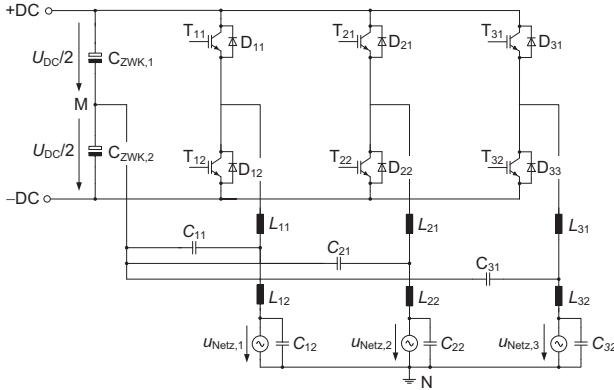 +DC
T11
D11
T21
D21
T31
D31
UDC/2
CZWK,1
M
UDC/2
CZWK,2
T12
D12
T22
D22
T32
D33
–DC
L11
L21
L31
C11
C21
C31
L12
L22
L32
uNetz,1
C12
uNetz,2
C22
uNetz,3
C32
N